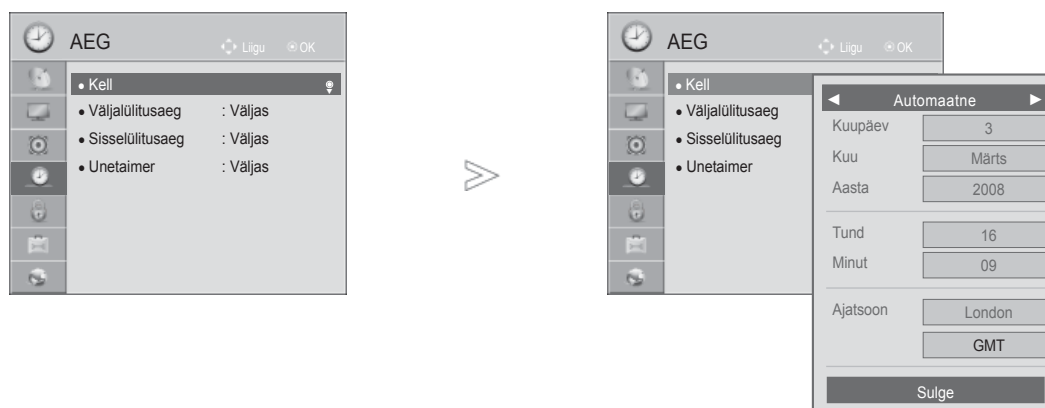 AEG Liigu OK
• Kell
• Väljalülitusaeg : Väljas
• Sisselülitusaeg : Väljas
• Unetaimer : Väljas
AEG Liigu OK
• Kell
• Väljalülitusaeg
• Sisselülitusaeg
• Unetaimer
◄ Automaatne ►
Kuupäev 3
Kuu Märts
Aasta 2008
Tund 16
Minut 09
Ajatsoon London
GMT
Sulge